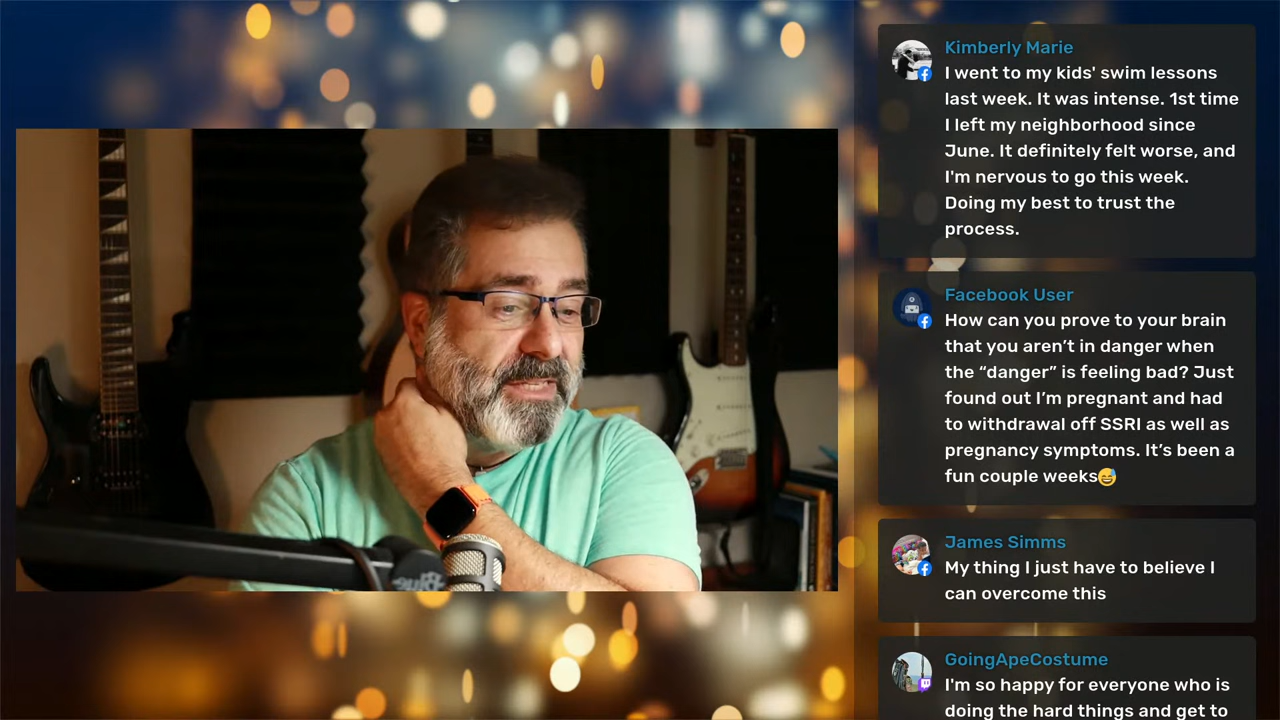 Kimberly Marie
I went to my kids' swim lessons
last week. It was intense. 1st time
I left my neighborhood since
June. It definitely felt worse, and
I'm nervous to go this week.
Doing my best to trust the
process.
Facebook User
How can you prove to your brain
that you aren’t in danger when
the “danger” is feeling bad? Just
found out I’m pregnant and had
to withdrawal off SSRI as well as
pregnancy symptoms. It’s been a
fun couple weeks😅
James Simms
My thing I just have to believe I
can overcome this
GoingApeCostume
I'm so happy for everyone who is
doing the hard things and get to
Blue